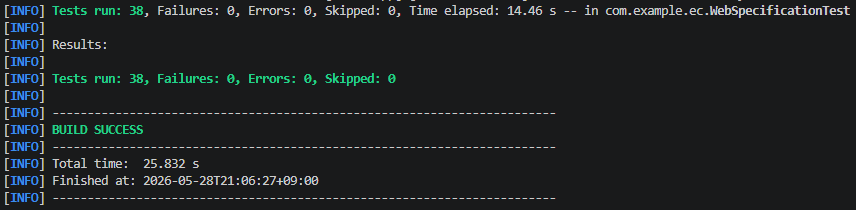 [INFO] Tests run: 38, Failures: 0, Errors: 0, Skipped: 0, Time elapsed: 14.46 s -- in com.example.ec.WebSpecificationTest
[INFO]
[INFO] Results:
[INFO]
[INFO] Tests run: 38, Failures: 0, Errors: 0, Skipped: 0
[INFO]
[INFO] ------------------------------------------------------------------------
[INFO] BUILD SUCCESS
[INFO] ------------------------------------------------------------------------
[INFO] Total time:  25.832 s
[INFO] Finished at: 2026-05-28T21:06:27+09:00
[INFO] ------------------------------------------------------------------------